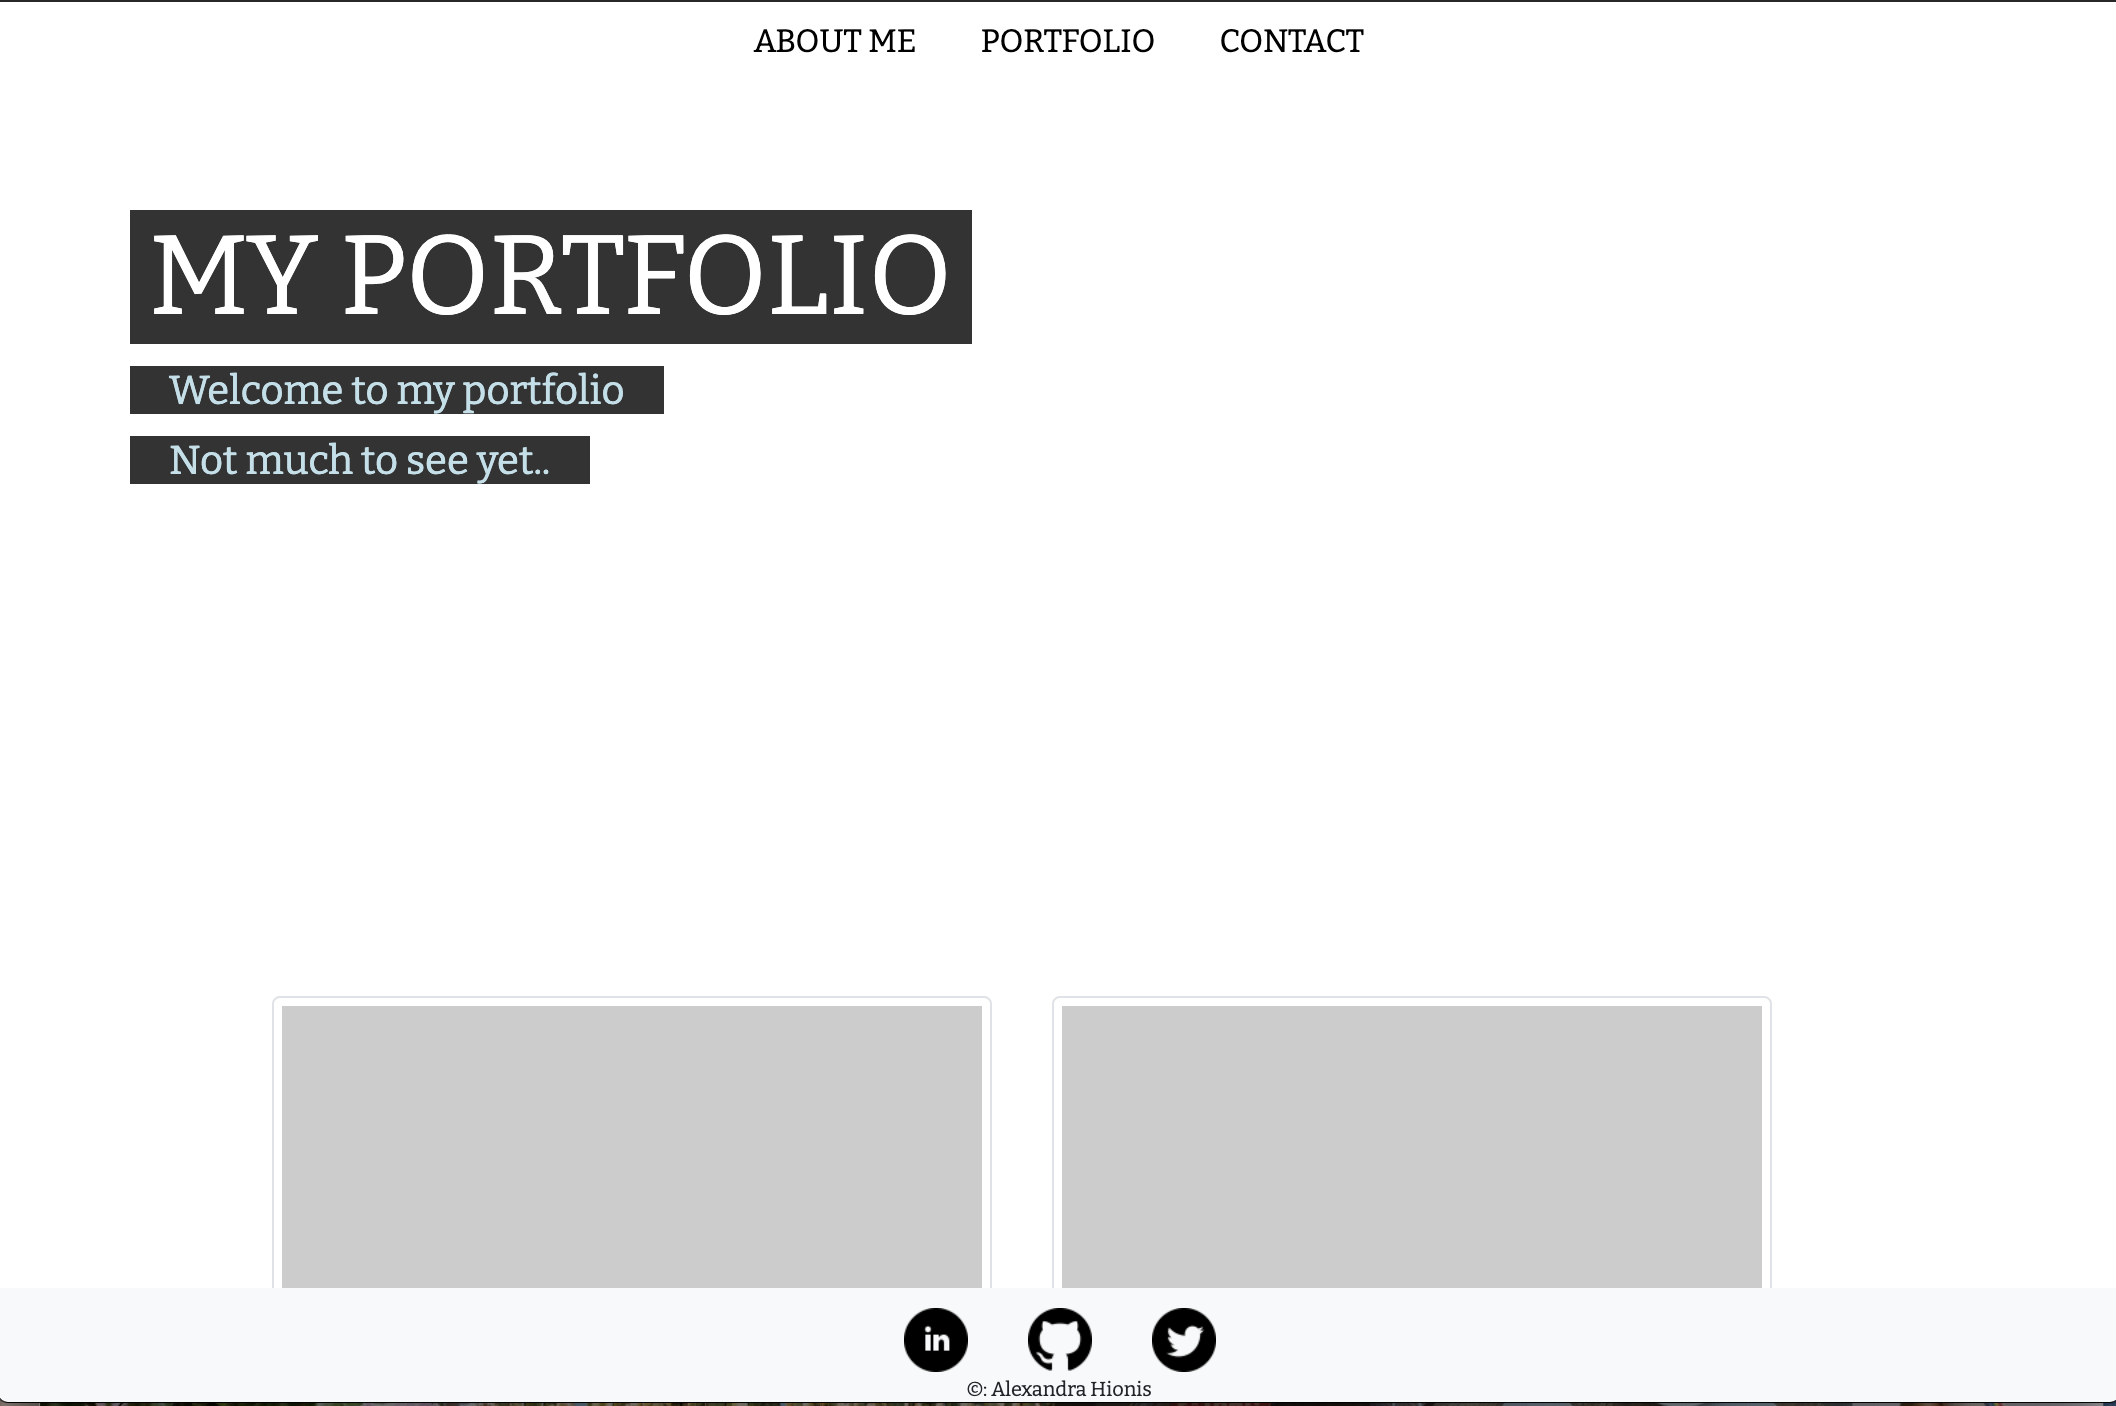 ABOUT ME PORTFOLIO CONTACT
MY PORTFOLIO
Welcome to my portfolio
Not much to see yet..
in
©: Alexandra Hionis